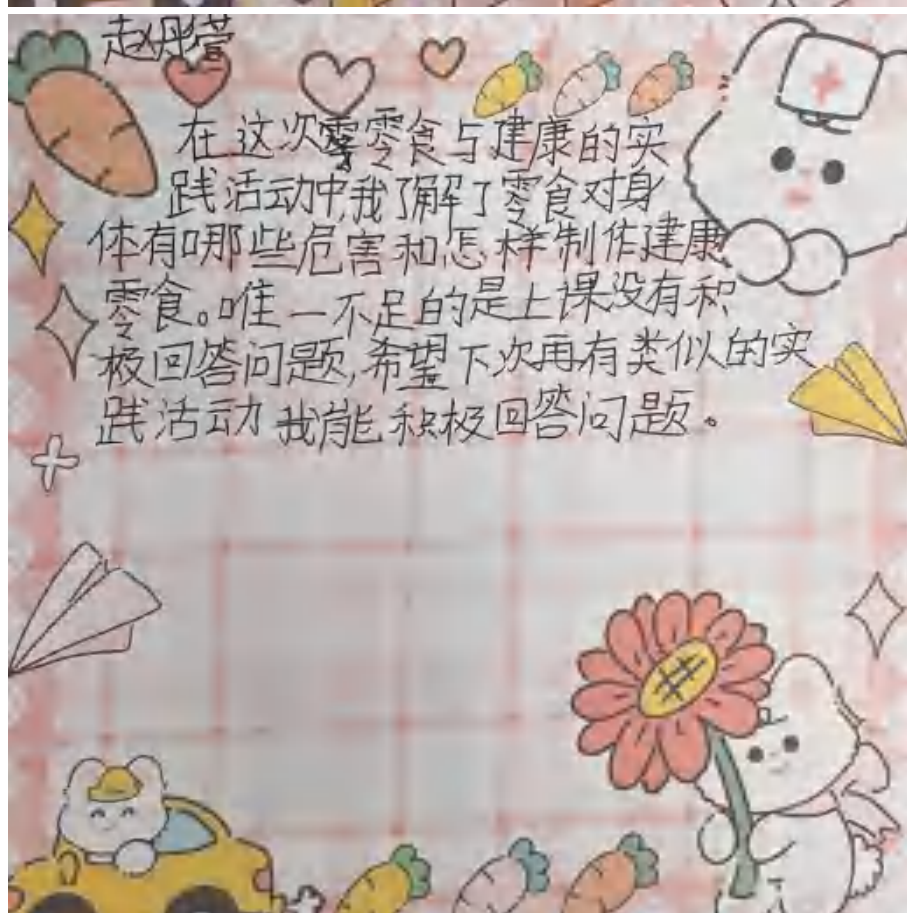 赵丹萱
在这次零食与建康的实
践活动中,我了解了零食对身
体有哪些危害和怎样制作建康
零食。唯一不足的是上课没有积
极回答问题,希望下次再有类似的实
践活动我能积极回答问题。